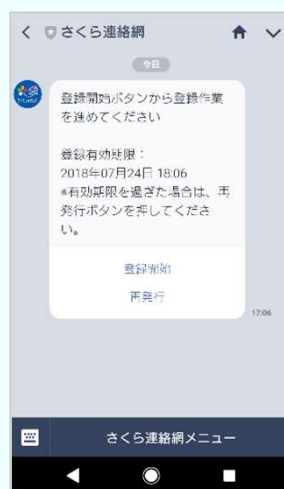 さくら連絡網
今日
登録開始ボタンから登録作業
を進めてください
登録有効期限：
2018年07月24日 18:06
※有効期限を過ぎた場合は、再
発行ボタンを押してくださ
い。
登録開始
再発行
17:06
さくら連絡網メニュー